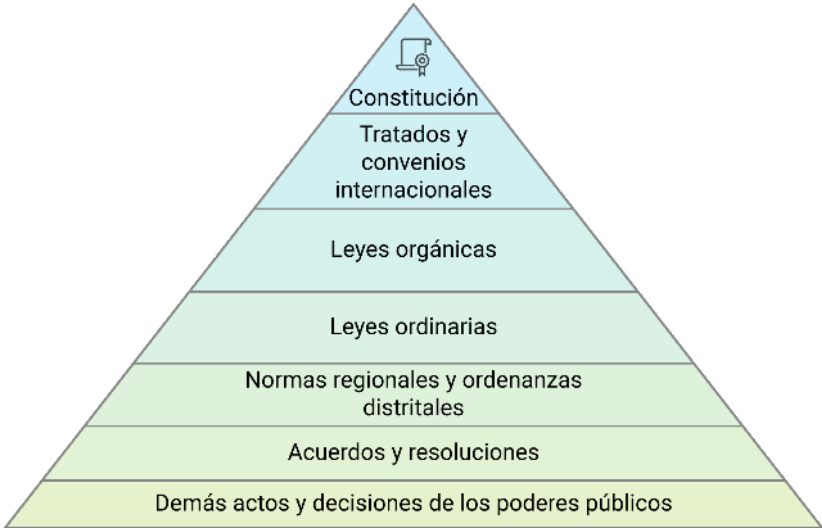 Constitución
Tratados y
convenios
internacionales
Leyes orgánicas
Leyes ordinarias
Normas regionales y ordenanzas
distritales
Acuerdos y resoluciones
Demás actos y decisiones de los poderes públicos